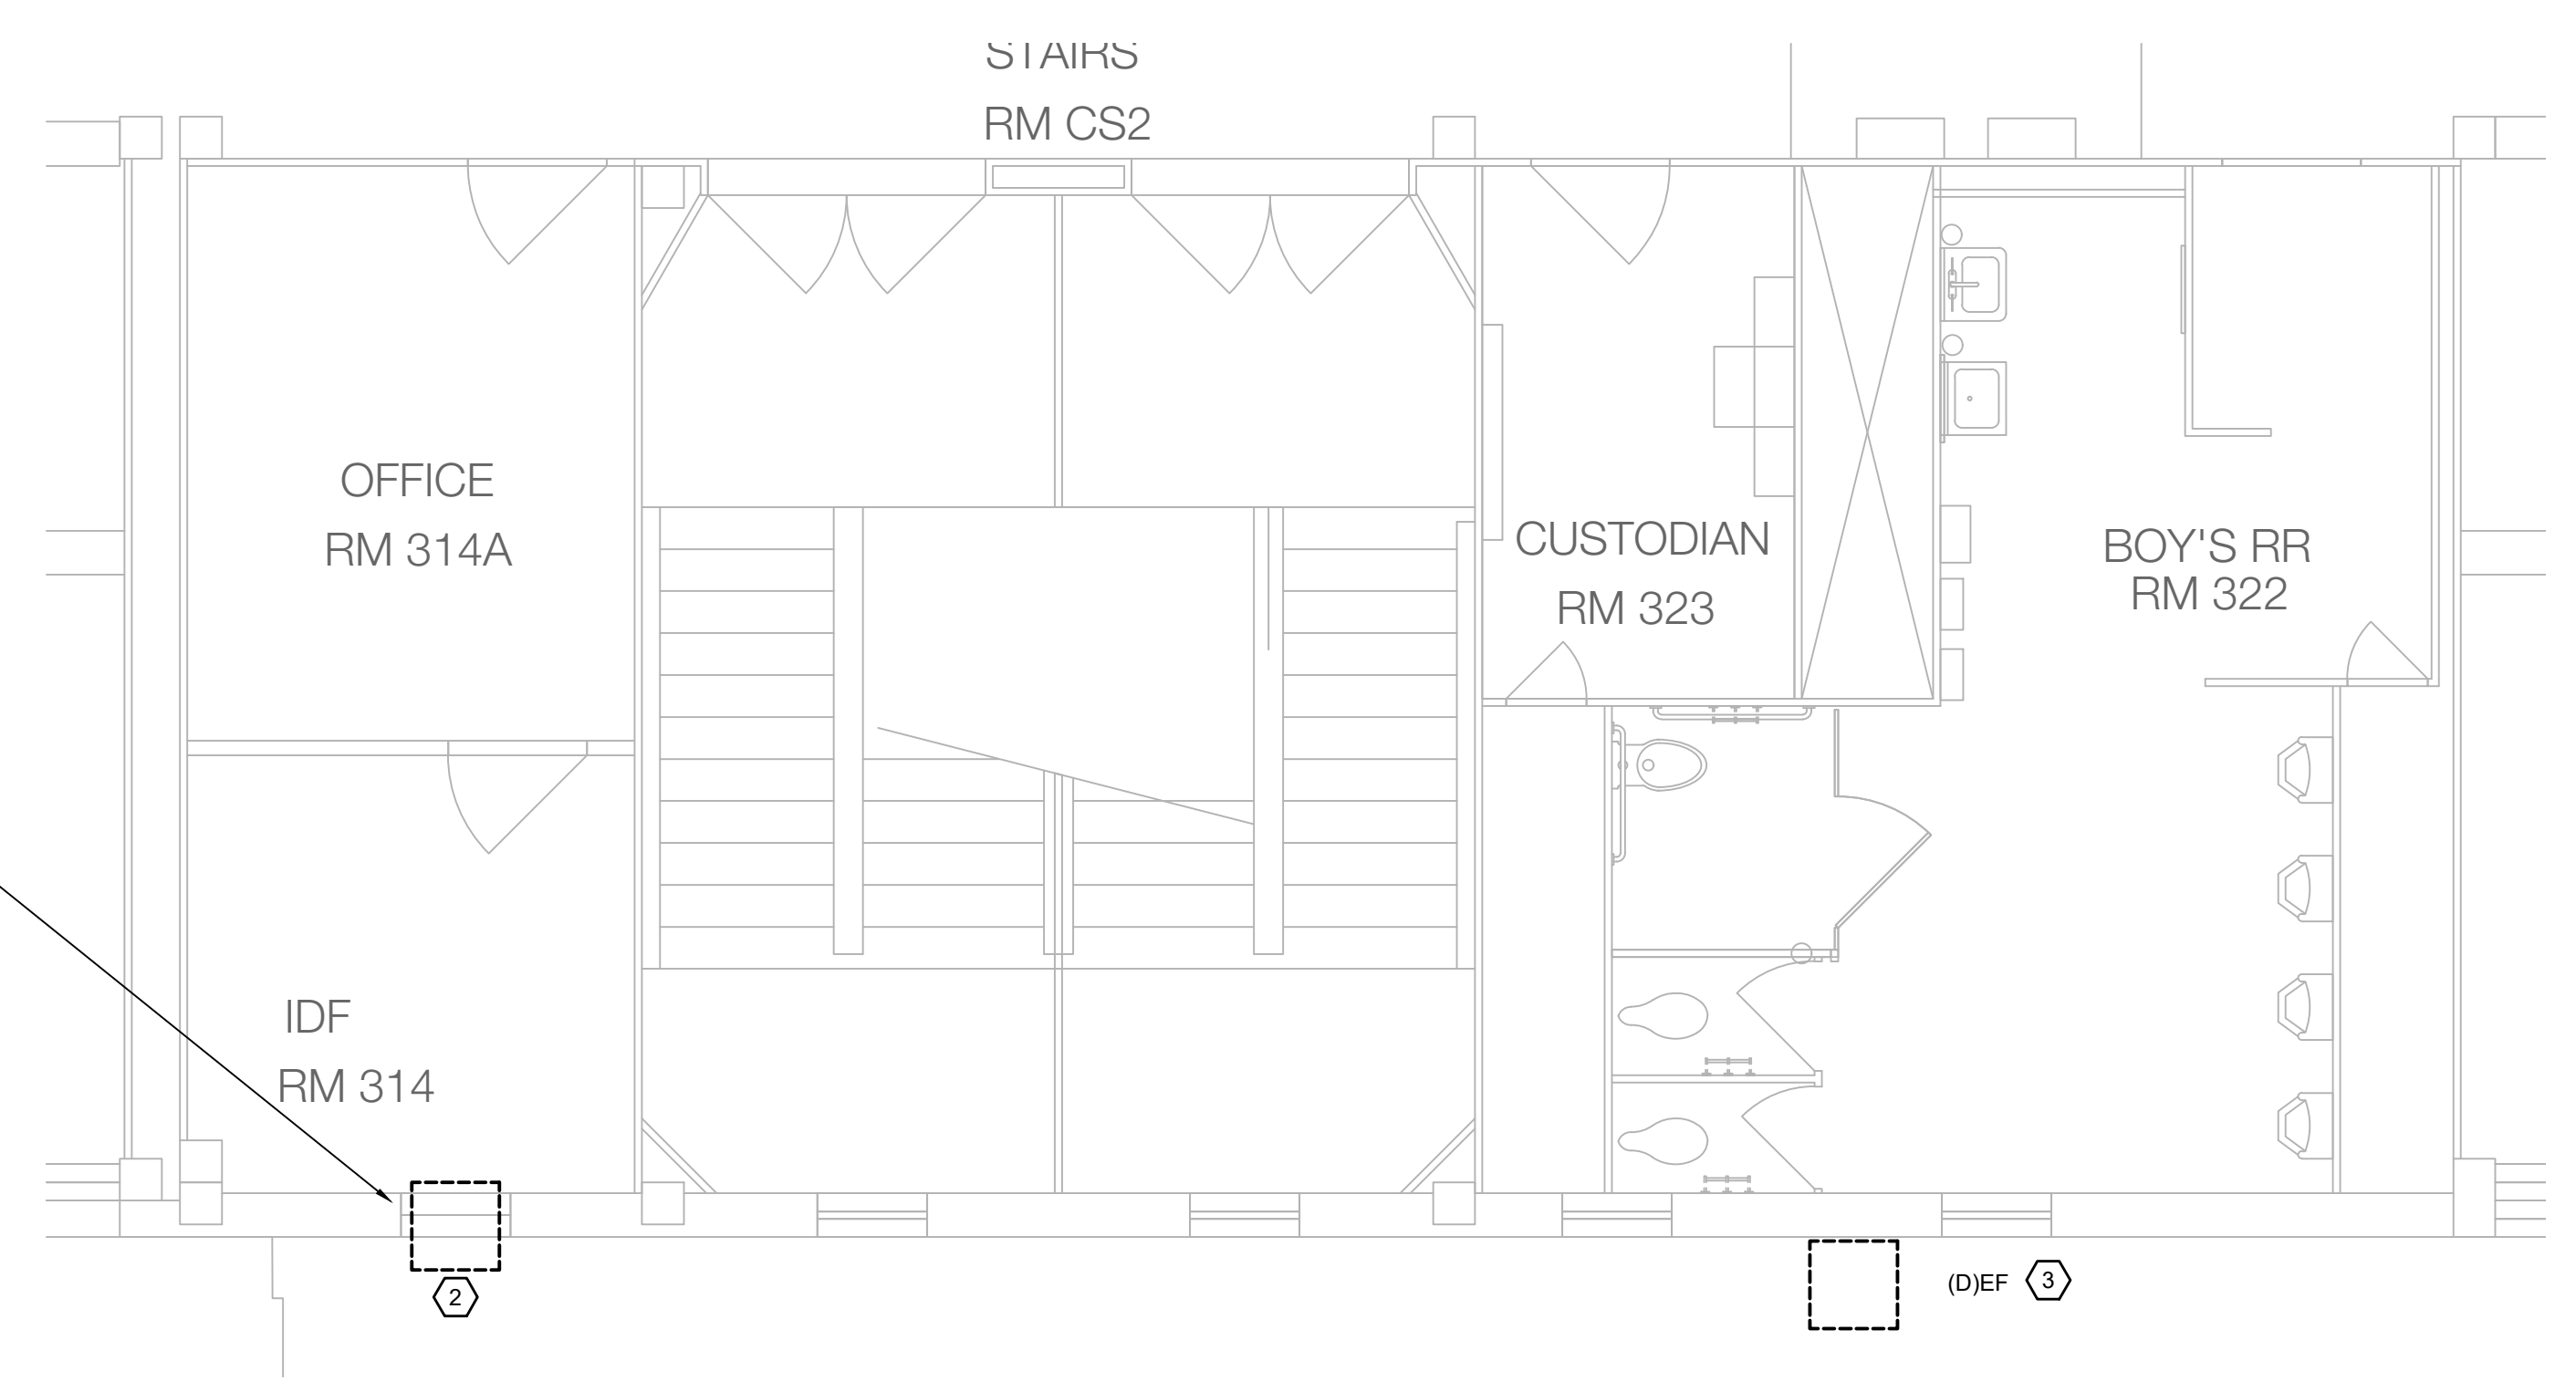 STAIRS
RM CS2
OFFICE
RM 314A
CUSTODIAN
RM 323
BOY'S RR
RM 322
IDF
RM 314
2
(D)EF 3